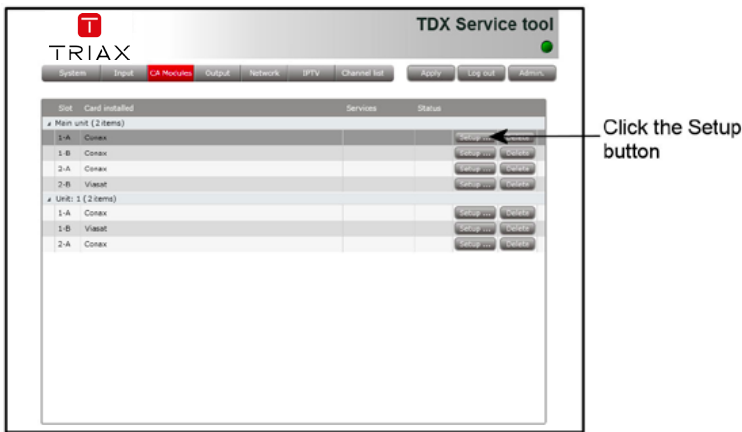 TDX Service tool
TRIAX
System Input CA Modules Output Network IPTV Channel list Apply Log out Admin.
Slot Card installed Services Status
Main unit (2 items)
1-A Conax Setup ... Delete
1-B Conax Setup ... Delete
2-A Conax Setup ... Delete
2-B Viasat Setup ... Delete
Unit: 1 (2 items)
1-A Conax Setup ... Delete
1-B Viasat Setup ... Delete
2-A Conax Setup ... Delete
Click the Setup
button